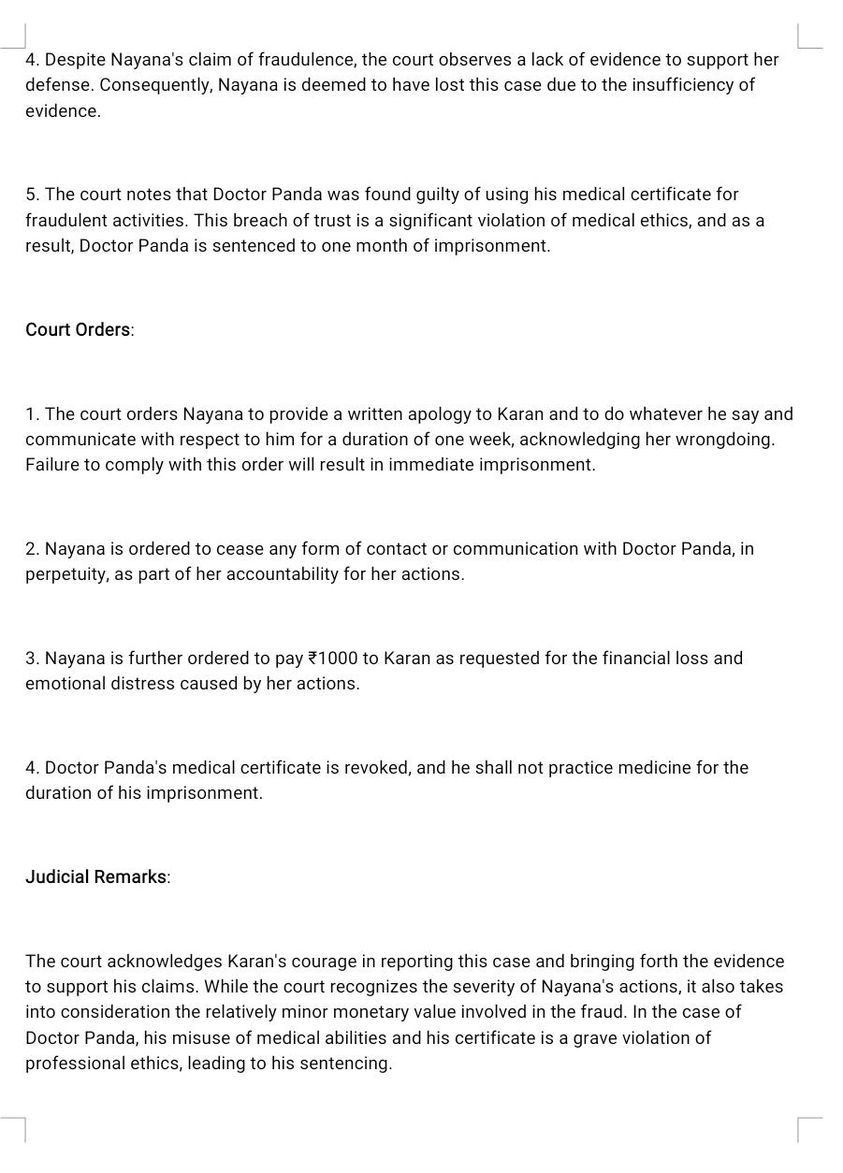 4. Despite Nayana's claim of fraudulence, the court observes a lack of evidence to support her
defense. Consequently, Nayana is deemed to have lost this case due to the insufficiency of
evidence.
5. The court notes that Doctor Panda was found guilty of using his medical certificate for
fraudulent activities. This breach of trust is a significant violation of medical ethics, and as a
result, Doctor Panda is sentenced to one month of imprisonment.
Court Orders:
1. The court orders Nayana to provide a written apology to Karan and to do whatever he say and
communicate with respect to him for a duration of one week, acknowledging her wrongdoing.
Failure to comply with this order will result in immediate imprisonment.
2. Nayana is ordered to cease any form of contact or communication with Doctor Panda, in
perpetuity, as part of her accountability for her actions.
3. Nayana is further ordered to pay ₹1000 to Karan as requested for the financial loss and
emotional distress caused by her actions.
4. Doctor Panda's medical certificate is revoked, and he shall not practice medicine for the
duration of his imprisonment.
Judicial Remarks:
The court acknowledges Karan's courage in reporting this case and bringing forth the evidence
to support his claims. While the court recognizes the severity of Nayana's actions, it also takes
into consideration the relatively minor monetary value involved in the fraud. In the case of
Doctor Panda, his misuse of medical abilities and his certificate is a grave violation of
professional ethics, leading to his sentencing.